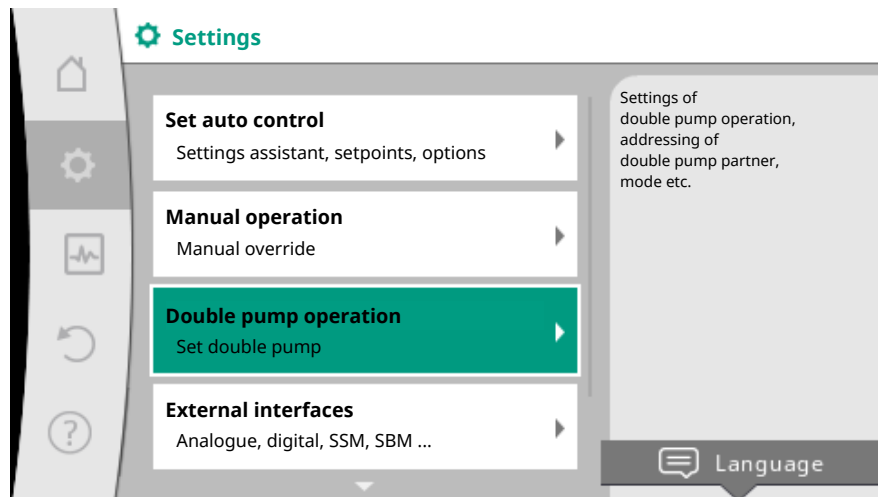 Settings
Set auto control
Settings assistant, setpoints, options
Manual operation
Manual override
Double pump operation
Set double pump
External interfaces
Analogue, digital, SSM, SBM ...
Settings of
double pump operation,
addressing of
double pump partner,
mode etc.
Language